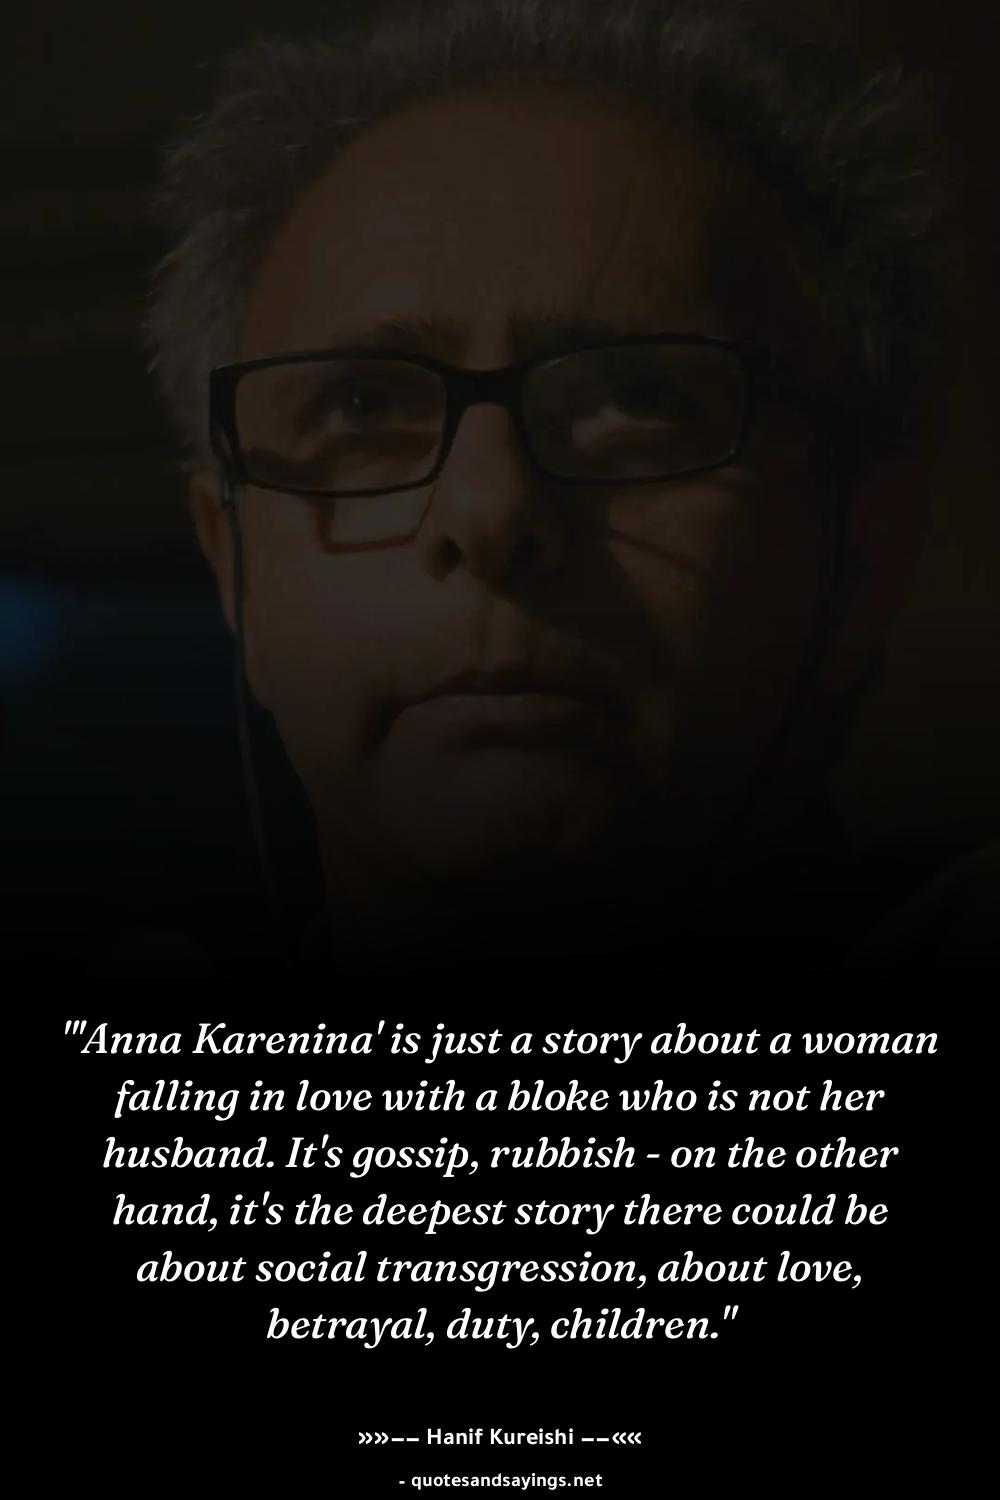 "'Anna Karenina' is just a story about a woman
falling in love with a bloke who is not her
husband. It's gossip, rubbish - on the other
hand, it's the deepest story there could be
about social transgression, about love,
betrayal, duty, children."
»»−− Hanif Kureishi −−««
- quotesandsayings.net